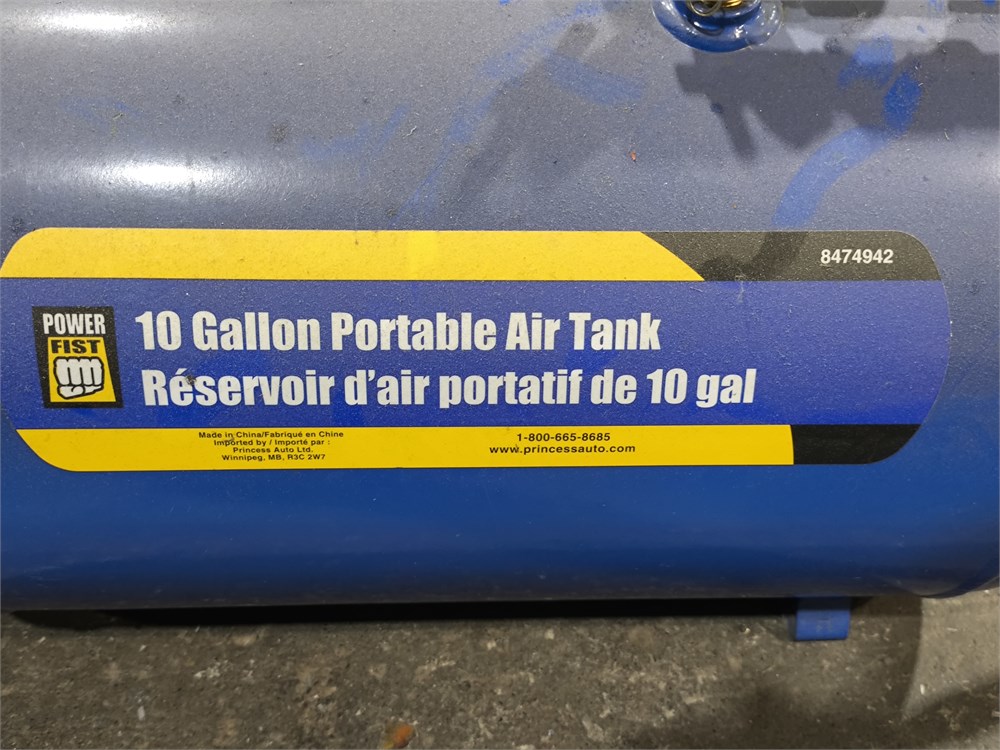 8474942
POWER
FIST
10 Gallon Portable Air Tank
Réservoir d'air portatif de 10 gal
Made in China/Fabriqué en Chine
Imported by / Importé par :
Princess Auto Ltd.
Winnipeg, MB, R3C 2W7
1-800-665-8685
www.princessauto.com